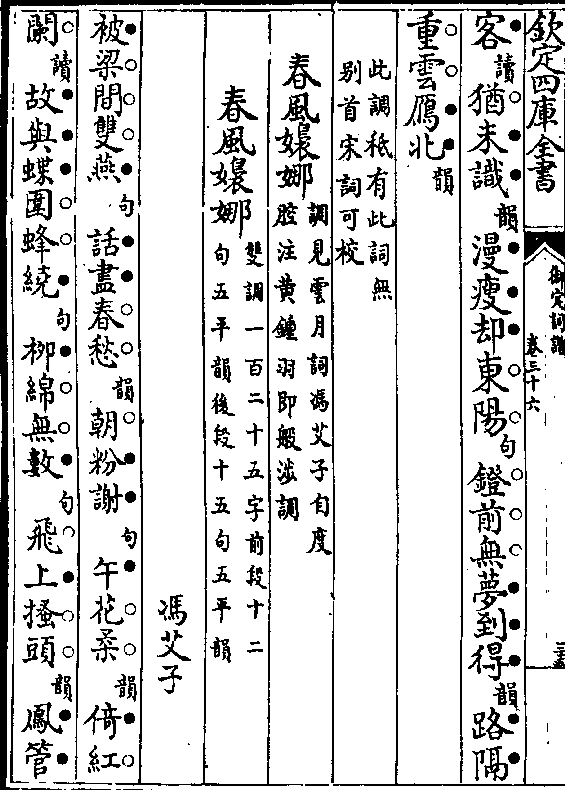 欽定四庫全書
御定詞譜
卷三十六
客讀猶未識韻漫瘦却東陽句鐙前無夢到得韻路隔
重雲鴈北韻
此調秖有此詞無
别首宋詞可校
春風嬝娜
調見雲月詞馮艾子自度
腔注黃鍾羽即般涉調
春風嬝娜
雙調一百二十五字前段十二
句五平韻後段十五句五平韻
馮艾子
被梁間雙燕句話盡春愁韻朝粉謝句午花柔韻倚紅
闌讀故與蝶圍蜂繞句栁綿無數句飛上搔頭韻鳳管